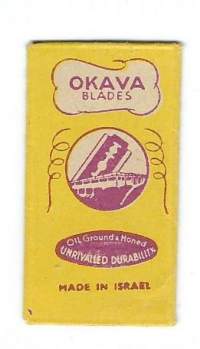 OKAVA
BLADES
Oil Ground & Honed
UNRIVALLED DURABILITY
MADE IN ISRAEL